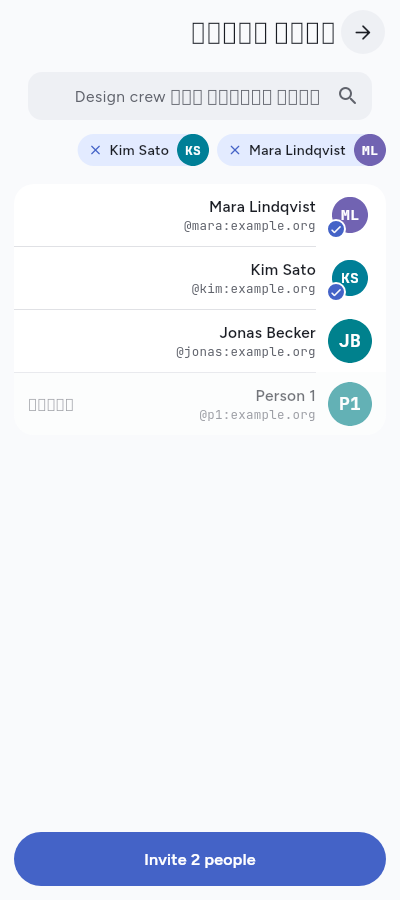 Design crew
Kim Sato KS
Mara Lindqvist ML
Mara Lindqvist
@mara:example.org
ML
Kim Sato
@kim:example.org
KS
Jonas Becker
@jonas:example.org
JB
Person 1
@p1:example.org
P1
Invite 2 people